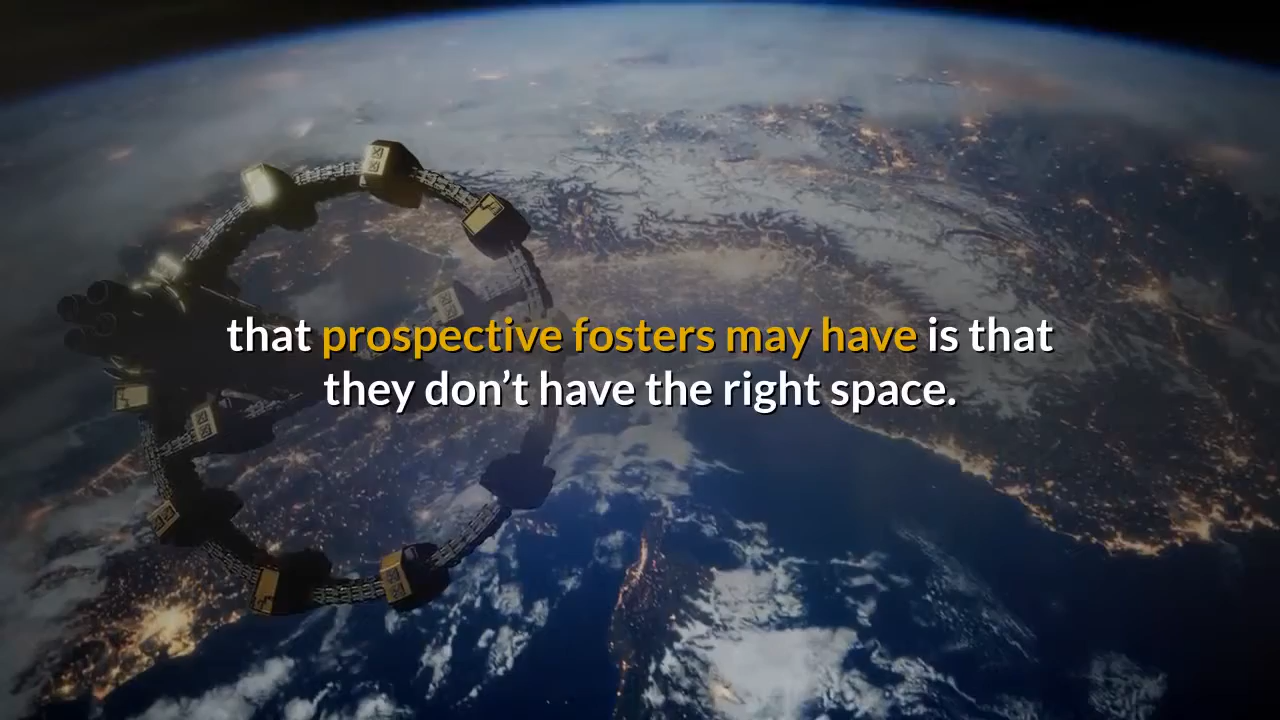 that prospective fosters may have is that
they don’t have the right space.